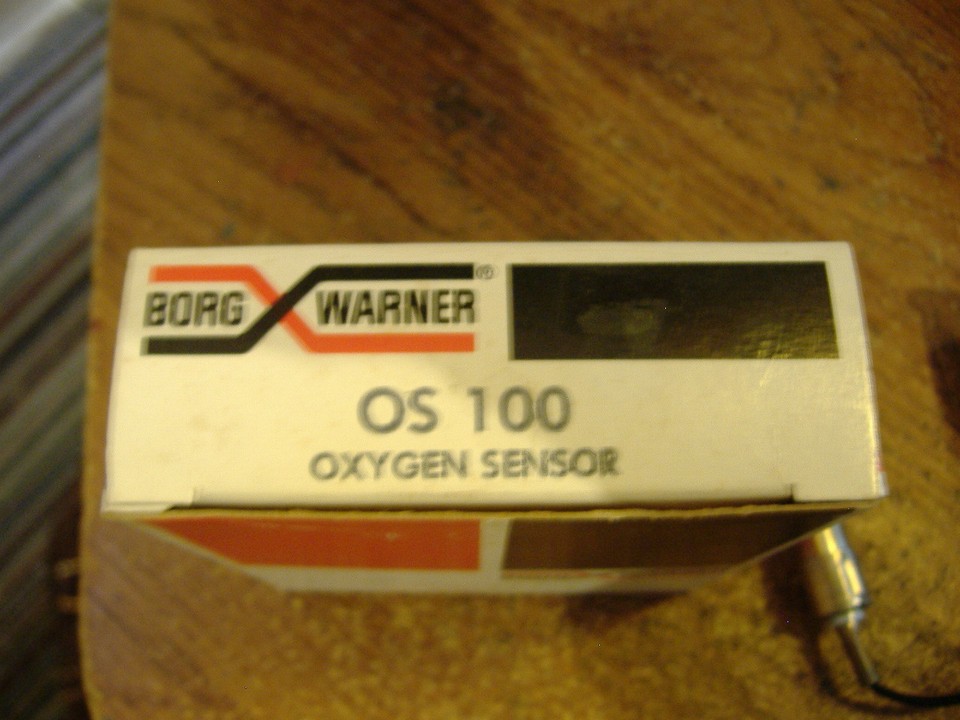 BORG WARNER®
OS 100
OXYGEN SENSOR